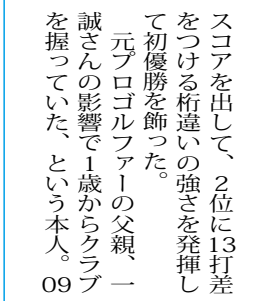 スコアを出して、2位に13打差
をつける桁違いの強さを発揮し
て初優勝を飾った。
元プロゴルファーの父親、一
誠さんの影響で1歳からクラブ
を握っていた、という本人。09